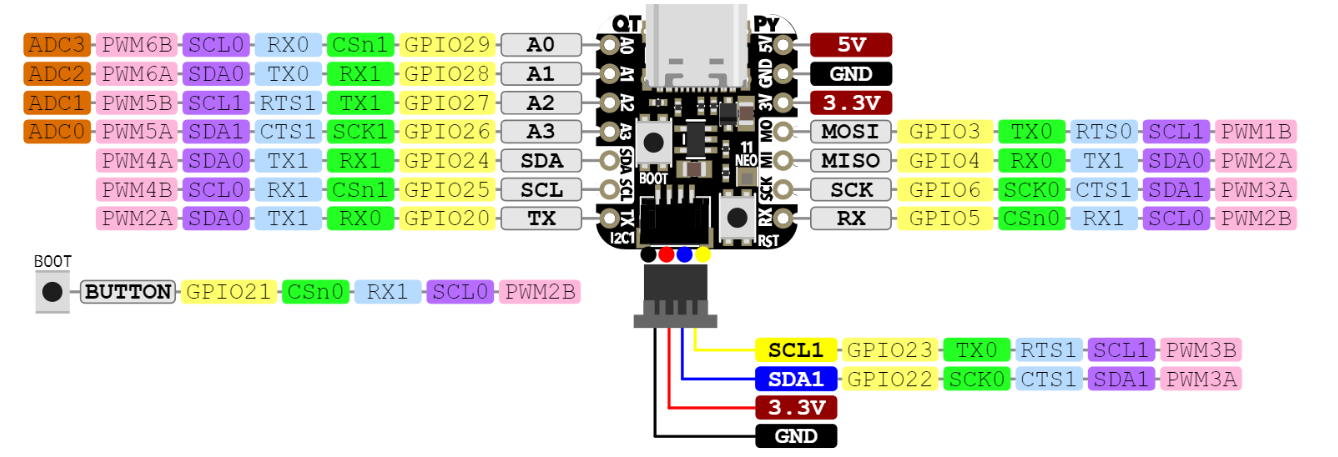 QT PY
ADC3 PWM6B SCL0 RX0 CSn1 GPIO29 A0 A0 5V 5V
ADC2 PWM6A SDA0 TX0 RX1 GPIO28 A1 A1 GND GND
ADC1 PWM5B SCL1 RTS1 TX1 GPIO27 A2 A2 3V 3.3V
ADC0 PWM5A SDA1 CTS1 SCK1 GPIO26 A3 A3 MO MOSI GPIO3 TX0 RTS0 SCL1 PWM1B
11
PWM4A SDA0 TX1 RX1 GPIO24 SDA SDA NEO MI MISO GPIO4 RX0 TX1 SDA0 PWM2A
BOOT
PWM4B SCL0 RX1 CSn1 GPIO25 SCL SCL SCK SCK GPIO6 SCK0 CTS1 SDA1 PWM3A
PWM2A SDA0 TX1 RX0 GPIO20 TX TX RX RX GPIO5 CSn0 RX1 SCL0 PWM2B
I2C1 RST
BOOT
BUTTON GPIO21 CSn0 RX1 SCL0 PWM2B
SCL1 GPIO23 TX0 RTS1 SCL1 PWM3B
SDA1 GPIO22 SCK0 CTS1 SDA1 PWM3A
3.3V
GND